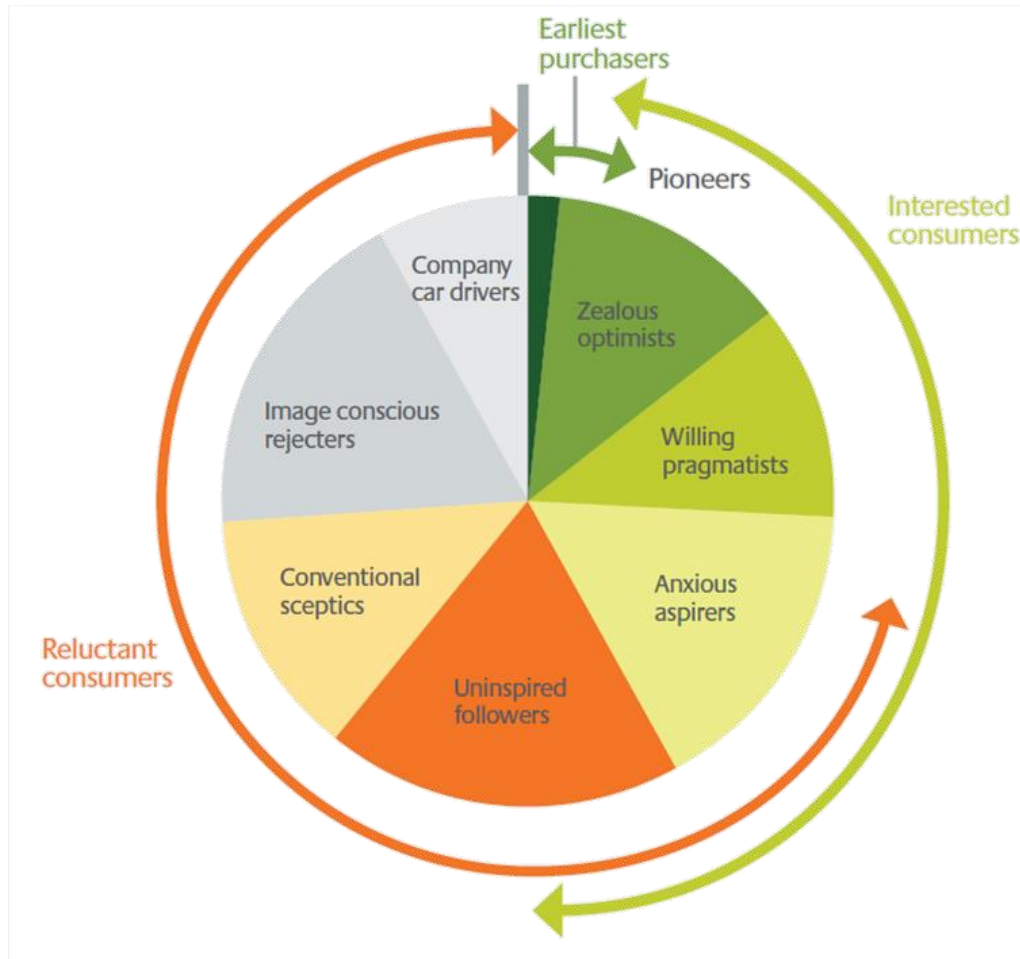 Earliest
purchasers
Pioneers
Interested
consumers
Company
car drivers
Zealous
optimists
Image conscious
rejecters
Willing
pragmatists
Conventional
sceptics
Anxious
aspirers
Reluctant
consumers
Uninspired
followers